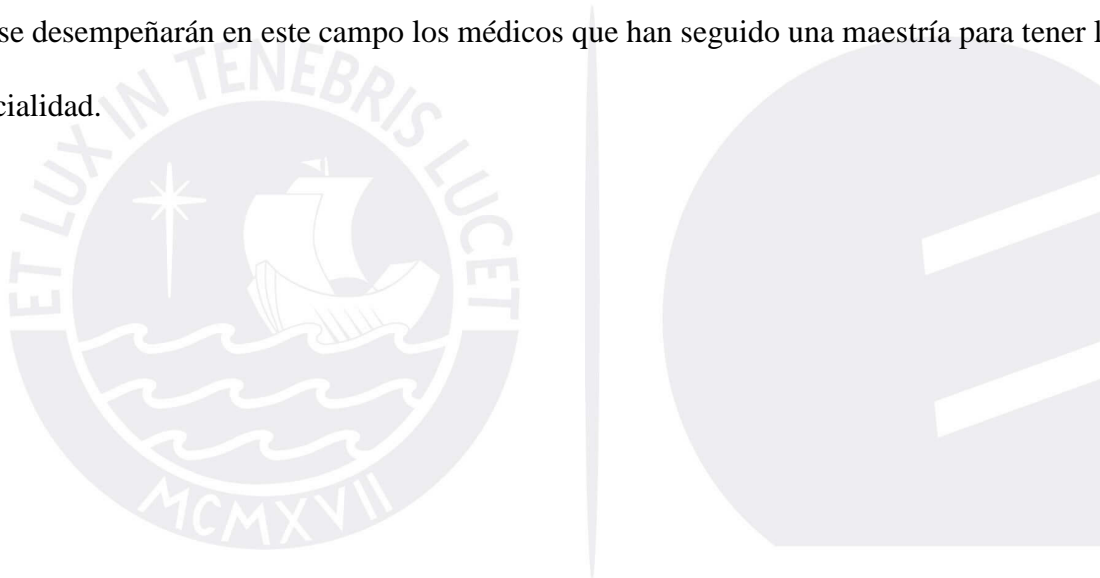 se desempeñarán en este campo los médicos que han seguido una maestría para tener l
cialidad.
ET LUX IN TENEBRIS LUCET
MCMXVII